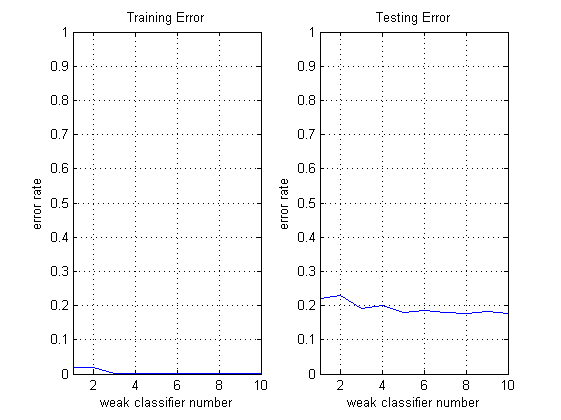 Training Error
1
0.9
0.8
0.7
0.6
0.5
0.4
0.3
0.2
0.1
0
error rate
2 4 6 8 10
weak classifier number
Testing Error
1
0.9
0.8
0.7
0.6
0.5
0.4
0.3
0.2
0.1
0
error rate
2 4 6 8 10
weak classifier number